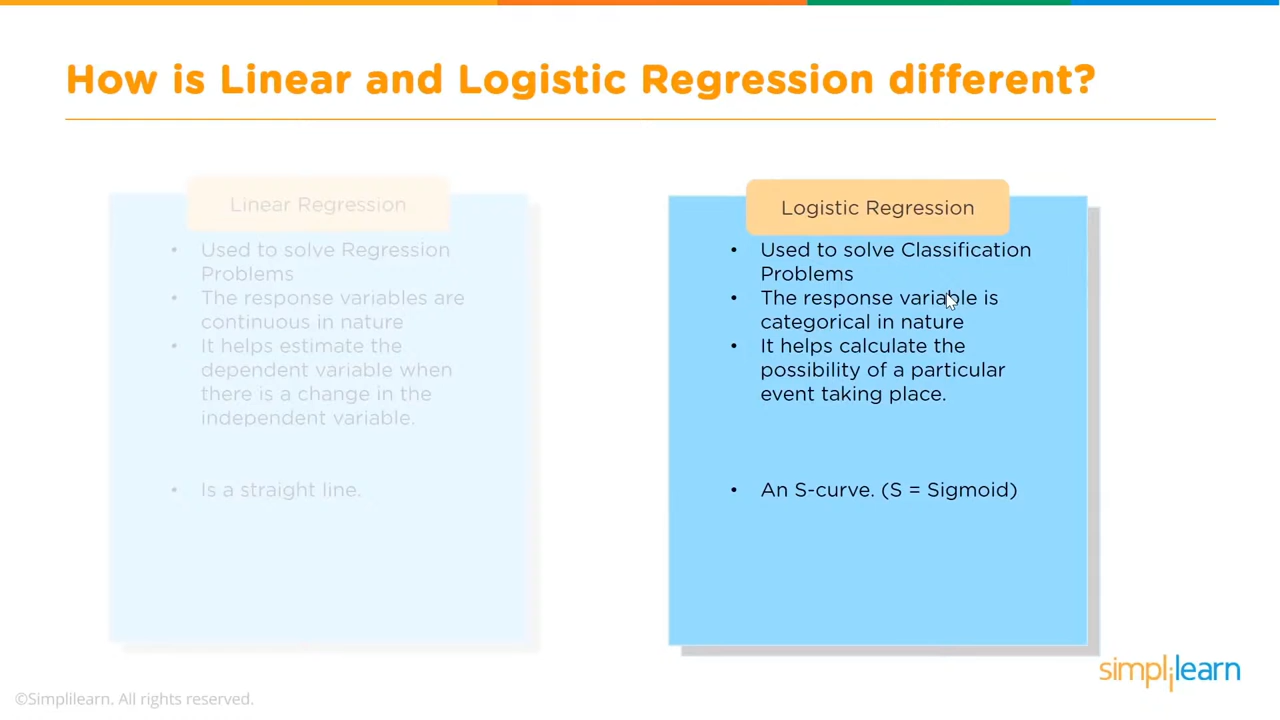 How is Linear and Logistic Regression different?
Linear Regression
• Used to solve Regression
Problems
• The response variables are
continuous in nature
• It helps estimate the
dependent variable when
there is a change in the
independent variable.
• Is a straight line.
Logistic Regression
• Used to solve Classification
Problems
• The response variable is
categorical in nature
• It helps calculate the
possibility of a particular
event taking place.
• An S-curve. (S = Sigmoid)
simplilearn
©Simplilearn. All rights reserved.